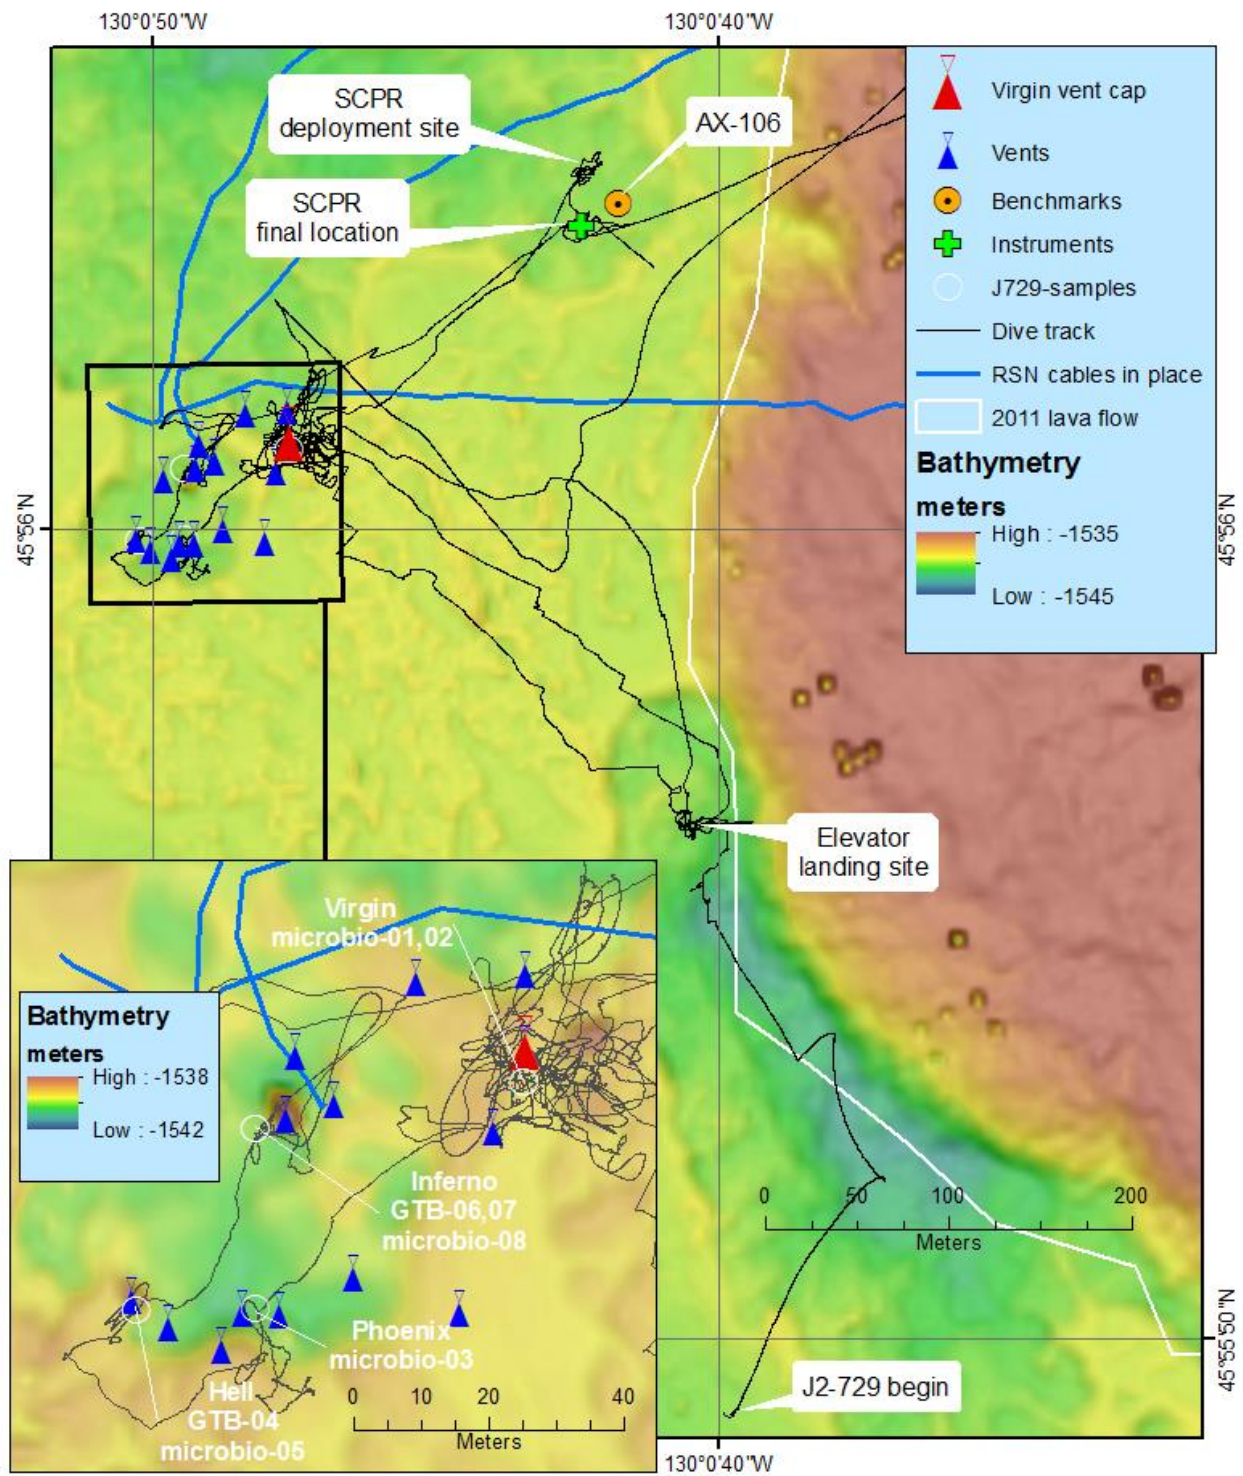 130°0'50"W
130°0'40"W
SCPR
deployment site
AX-106
SCPR
final location
Virgin vent cap
Vents
Benchmarks
Instruments
J729-samples
Dive track
RSN cables in place
2011 lava flow
Bathymetry
meters
High : -1535
Low : -1545
45°56'N
45°56'N
Elevator
landing site
Virgin
microbio-01,02
Bathymetry
meters
High : -1538
Low : -1542
Inferno
GTB-06,07
microbio-08
Phoenix
microbio-03
Hell
GTB-04
microbio-05
0 10 20 40
Meters
0 50 100 200
Meters
J2-729 begin
45°55'50"N
130°0'40"W